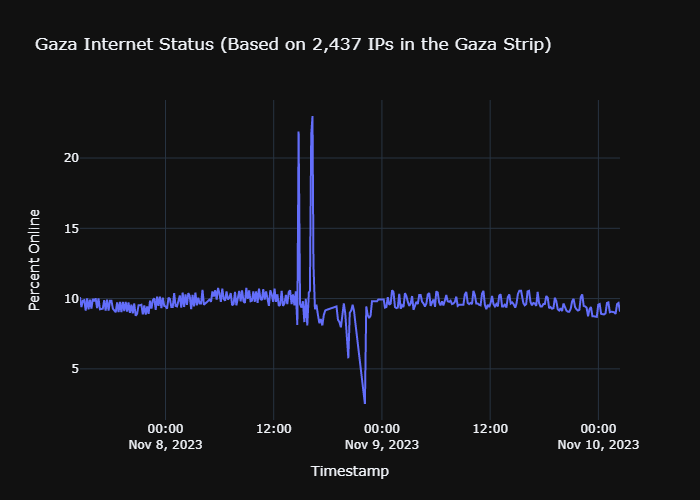 Gaza Internet Status (Based on 2,437 IPs in the Gaza Strip)
20
15
10
5
Percent Online
00:00
Nov 8, 2023
12:00
00:00
Nov 9, 2023
12:00
00:00
Nov 10, 2023
Timestamp